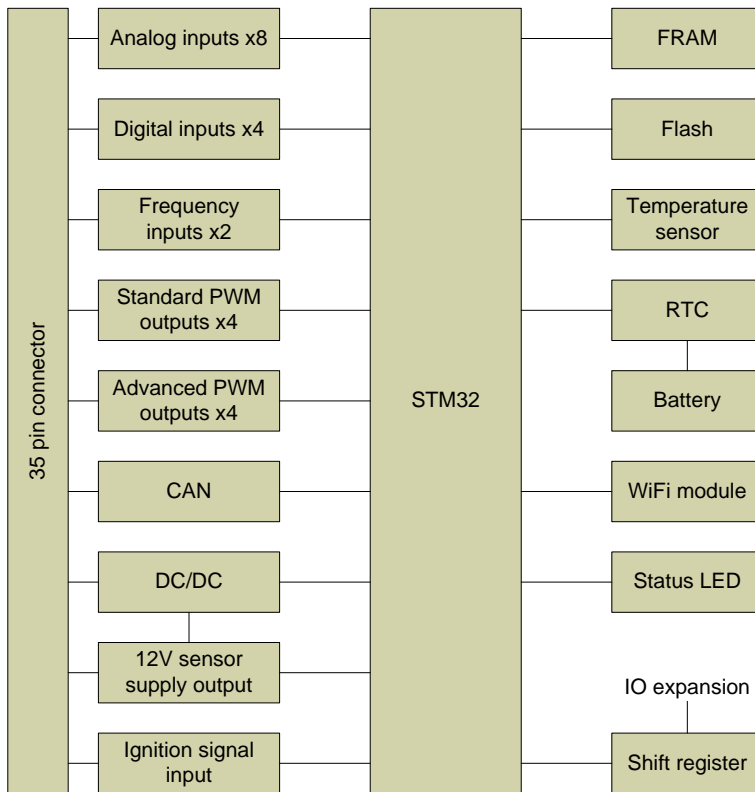 35 pin connector
Analog inputs x8
Digital inputs x4
Frequency
inputs x2
Standard PWM
outputs x4
Advanced PWM
outputs x4
CAN
DC/DC
12V sensor
supply output
Ignition signal
input
STM32
FRAM
Flash
Temperature
sensor
RTC
Battery
WiFi module
Status LED
IO expansion
Shift register